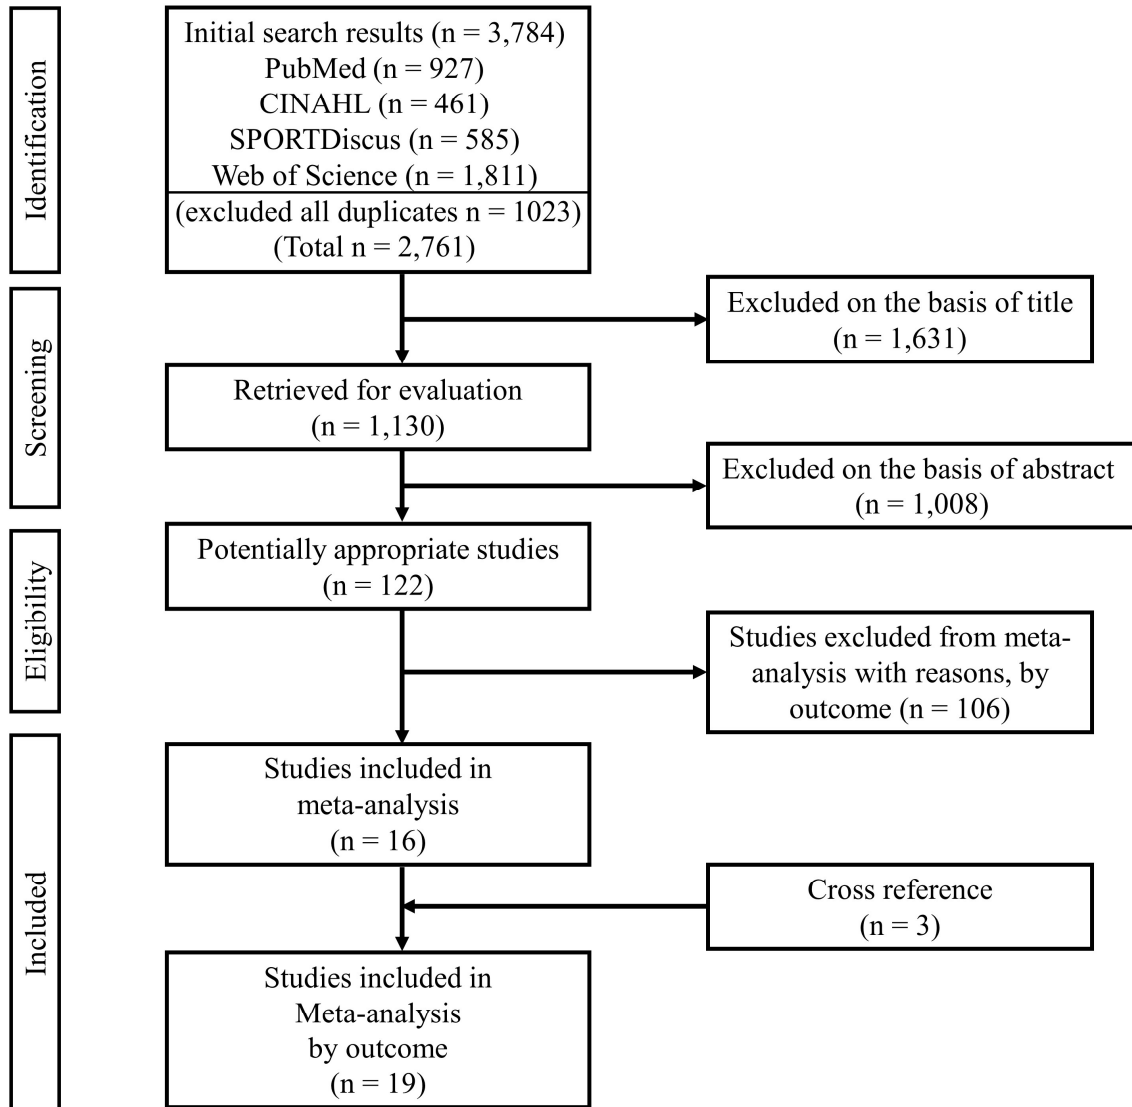 Identification
Initial search results (n = 3,784)
PubMed (n = 927)
CINAHL (n = 461)
SPORTDiscus (n = 585)
Web of Science (n = 1,811)
(excluded all duplicates n = 1023)
(Total n = 2,761)
Excluded on the basis of title
(n = 1,631)
Screening
Retrieved for evaluation
(n = 1,130)
Excluded on the basis of abstract
(n = 1,008)
Eligibility
Potentially appropriate studies
(n = 122)
Studies excluded from meta-
analysis with reasons, by
outcome (n = 106)
Included
Studies included in
meta-analysis
(n = 16)
Cross reference
(n = 3)
Studies included in
Meta-analysis
by outcome
(n = 19)